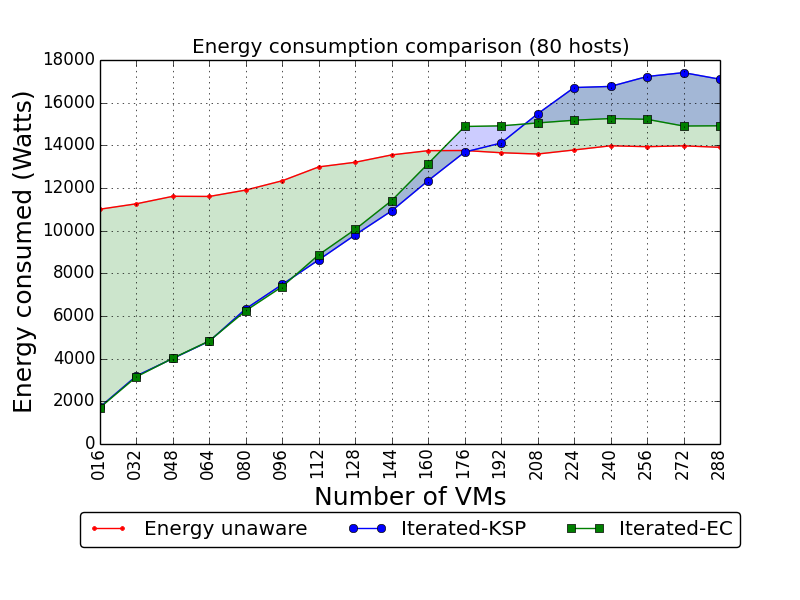 Energy consumption comparison (80 hosts)
18000
16000
14000
12000
10000
8000
6000
4000
2000
0
Energy consumed (Watts)
016 032 048 064 080 096 112 128 144 160 176 192 208 224 240 256 272 288
Number of VMs
Energy unaware Iterated-KSP Iterated-EC